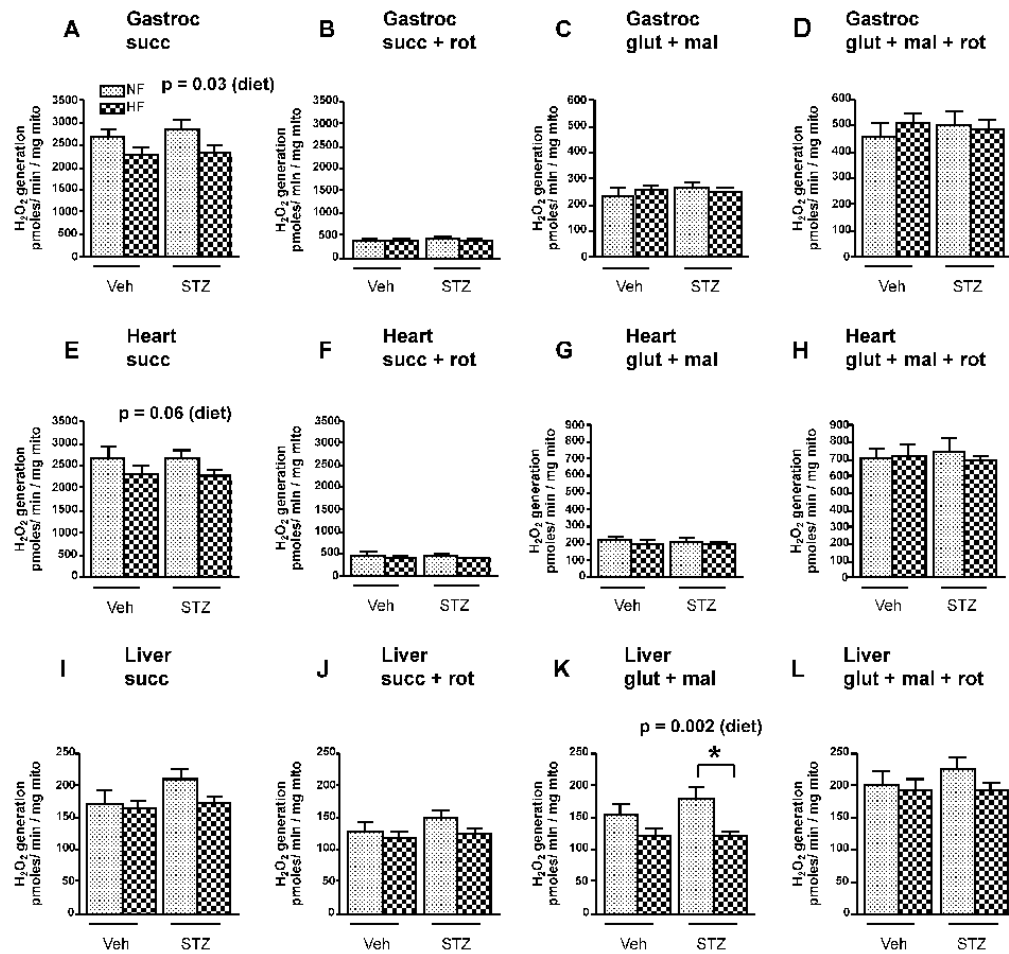 A Gastroc
succ
B Gastroc
succ + rot
C Gastroc
glut + mal
D Gastroc
glut + mal + rot
NF
HF
p = 0.03 (diet)
H₂O₂ generation
pmoles/ min / mg mito
3500
3000
2500
2000
1500
1000
500
0
Veh STZ
H₂O₂ generation
pmoles/ min / mg mito
3500
3000
2500
2000
1500
1000
500
0
Veh STZ
H₂O₂ generation
pmoles/ min / mg mito
600
500
400
300
200
100
0
Veh STZ
H₂O₂ generation
pmoles/ min / mg mito
600
500
400
300
200
100
0
Veh STZ
E Heart
succ
F Heart
succ + rot
G Heart
glut + mal
H Heart
glut + mal + rot
p = 0.06 (diet)
H₂O₂ generation
pmoles/ min / mg mito
3500
3000
2500
2000
1500
1000
500
0
Veh STZ
H₂O₂ generation
pmoles/ min / mg mito
3500
3000
2500
2000
1500
1000
500
0
Veh STZ
H₂O₂ generation
pmoles/ min / mg mito
900
800
700
600
500
400
300
200
100
0
Veh STZ
H₂O₂ generation
pmoles/ min / mg mito
900
800
700
600
500
400
300
200
100
0
Veh STZ
I Liver
succ
J Liver
succ + rot
K Liver
glut + mal
L Liver
glut + mal + rot
p = 0.002 (diet)
*
H₂O₂ generation
pmoles/ min / mg mito
250
200
150
100
50
0
Veh STZ
H₂O₂ generation
pmoles/ min / mg mito
250
200
150
100
50
0
Veh STZ
H₂O₂ generation
pmoles/ min / mg mito
250
200
150
100
50
0
Veh STZ
H₂O₂ generation
pmoles/ min / mg mito
250
200
150
100
50
0
Veh STZ